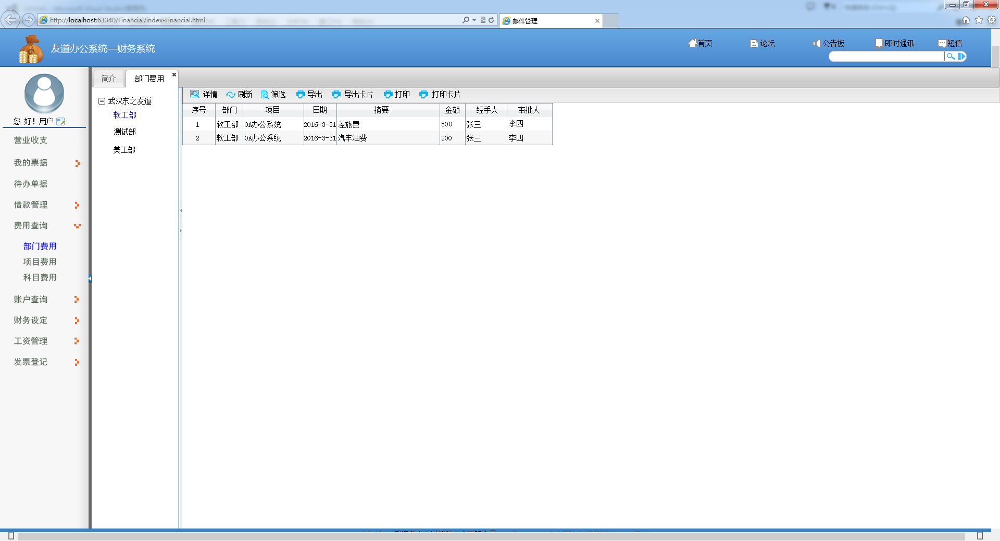 http://localhost:63340/Financial/index-Financial.html
邮件管理
友道办公系统—财务系统
首页
论坛
公告板
即时通讯
短信
您 好！用户
营业收支
我的票据
待办单据
借款管理
费用查询
部门费用
项目费用
科目费用
账户查询
财务设定
工资管理
发票登记
简介
部门费用
武汉东之友道
软工部
测试部
美工部
详情 刷新 筛选 导出 导出卡片 打印 打印卡片
序号 部门 项目 日期 摘要 金额 经手人 审批人
1 软工部 OA办公系统 2016-3-31 差旅费 500 张三 李四
2 软工部 OA办公系统 2016-3-31 汽车油费 200 张三 李四